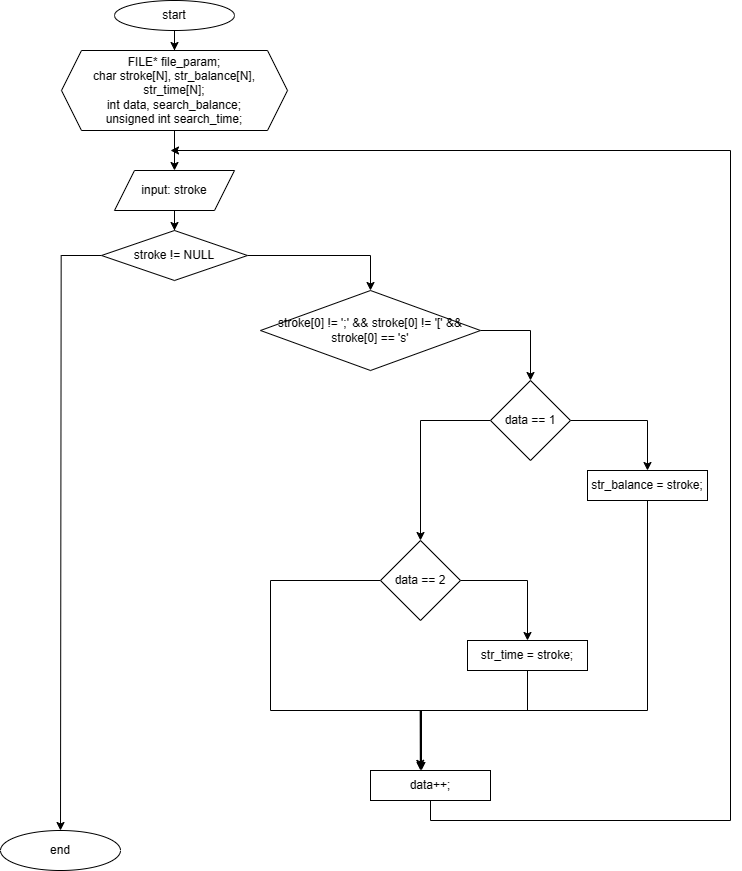 start
FILE* file_param;
char stroke[N], str_balance[N],
str_time[N];
int data, search_balance;
unsigned int search_time;
input: stroke
stroke != NULL
stroke[0] != ';' && stroke[0] != '[' &&
stroke[0] == 's'
data == 1
str_balance = stroke;
data == 2
str_time = stroke;
data++;
end